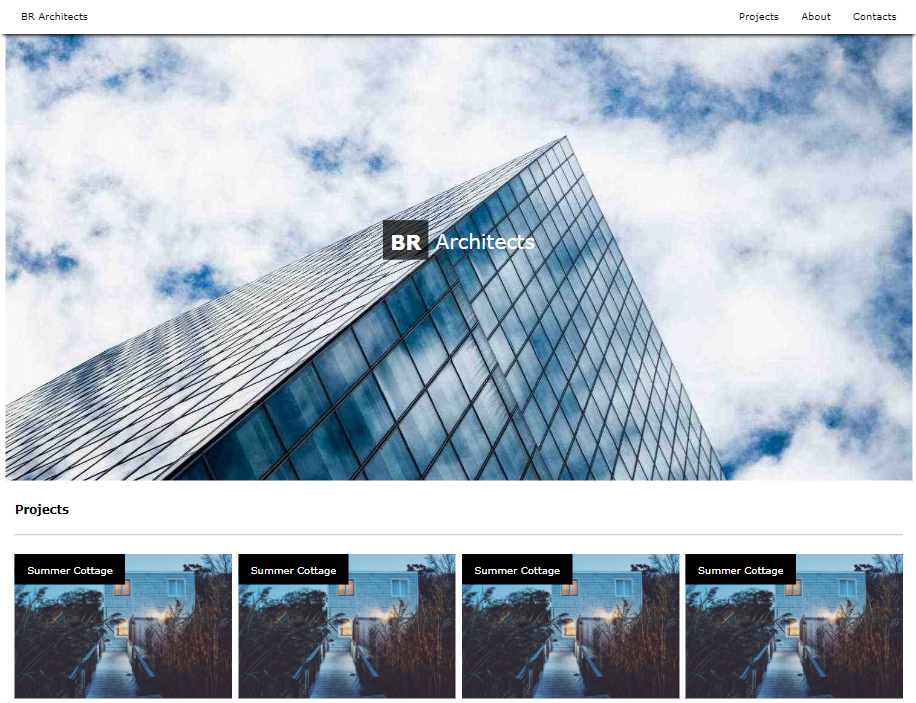 BR Architects
Projects About Contacts
BR Architects
Projects
Summer Cottage
Summer Cottage
Summer Cottage
Summer Cottage